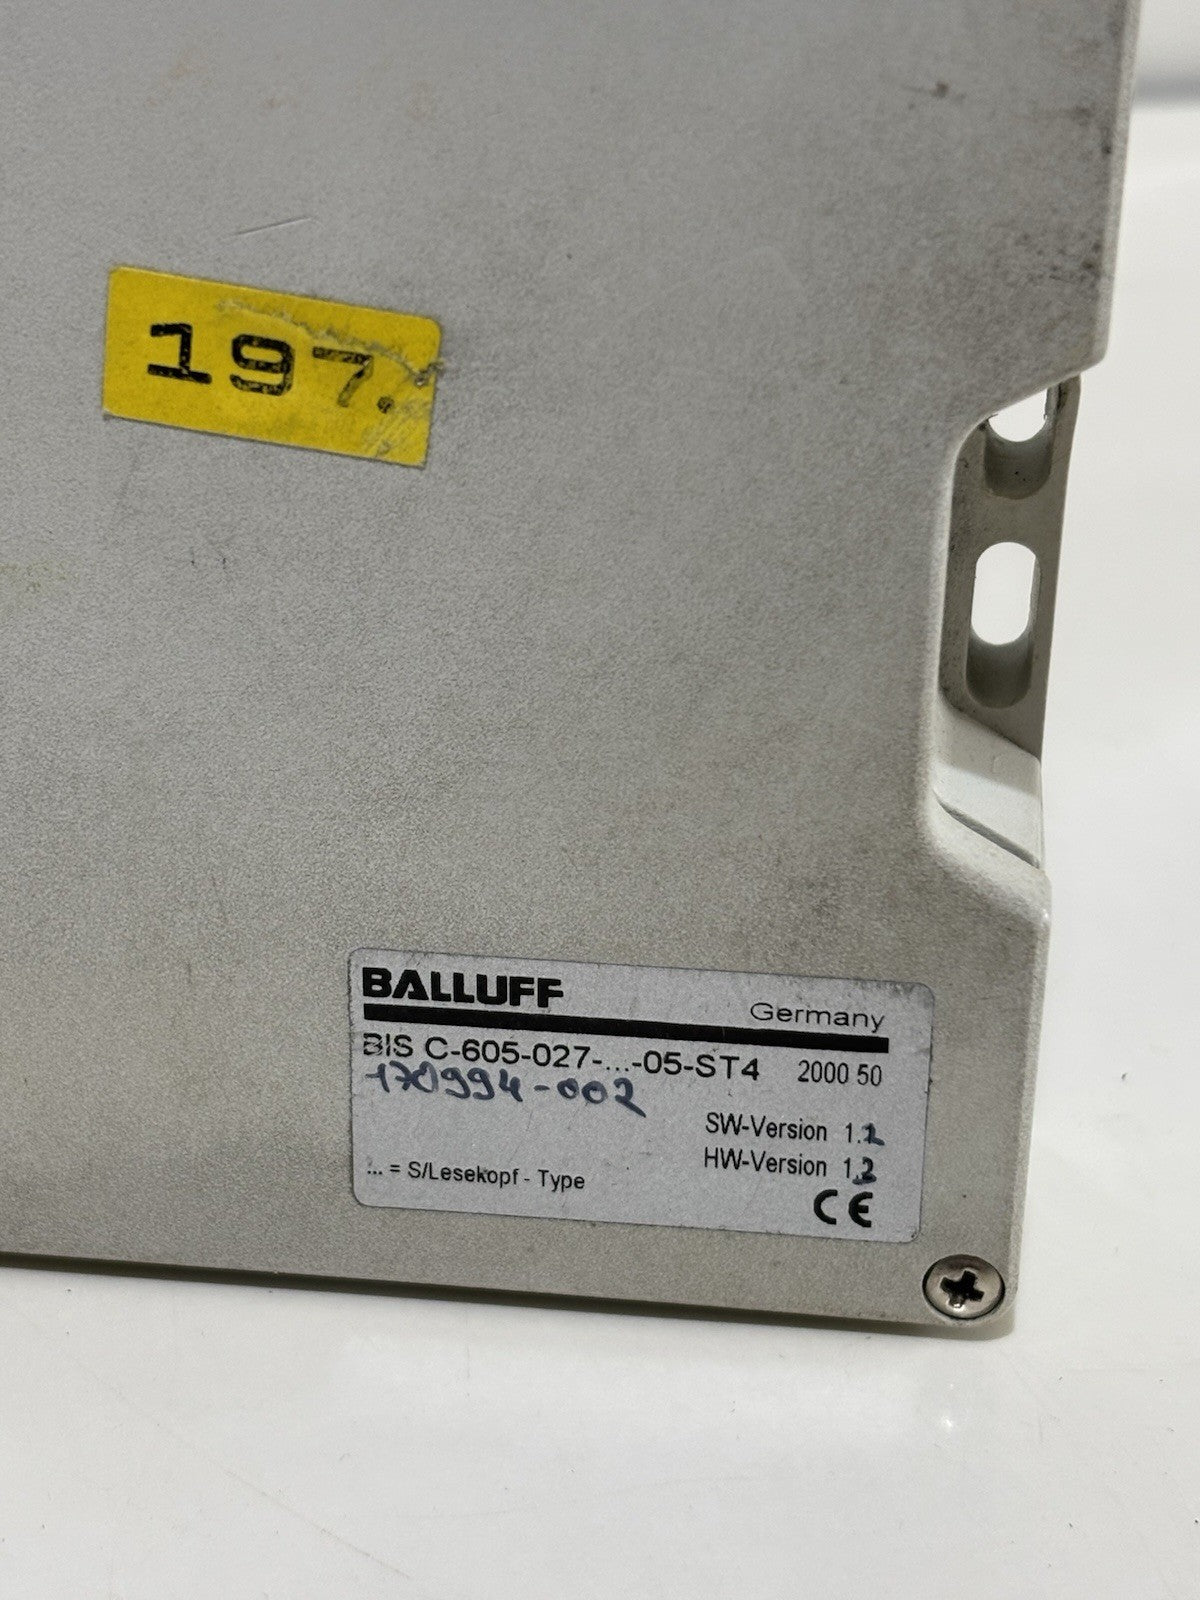 197.
BALLUFF
Germany
BIS C-605-027-...-05-ST4 2000 50
170994-002
SW-Version 1.2
HW-Version 1.2
... = S/Lesekopf - Type
CE